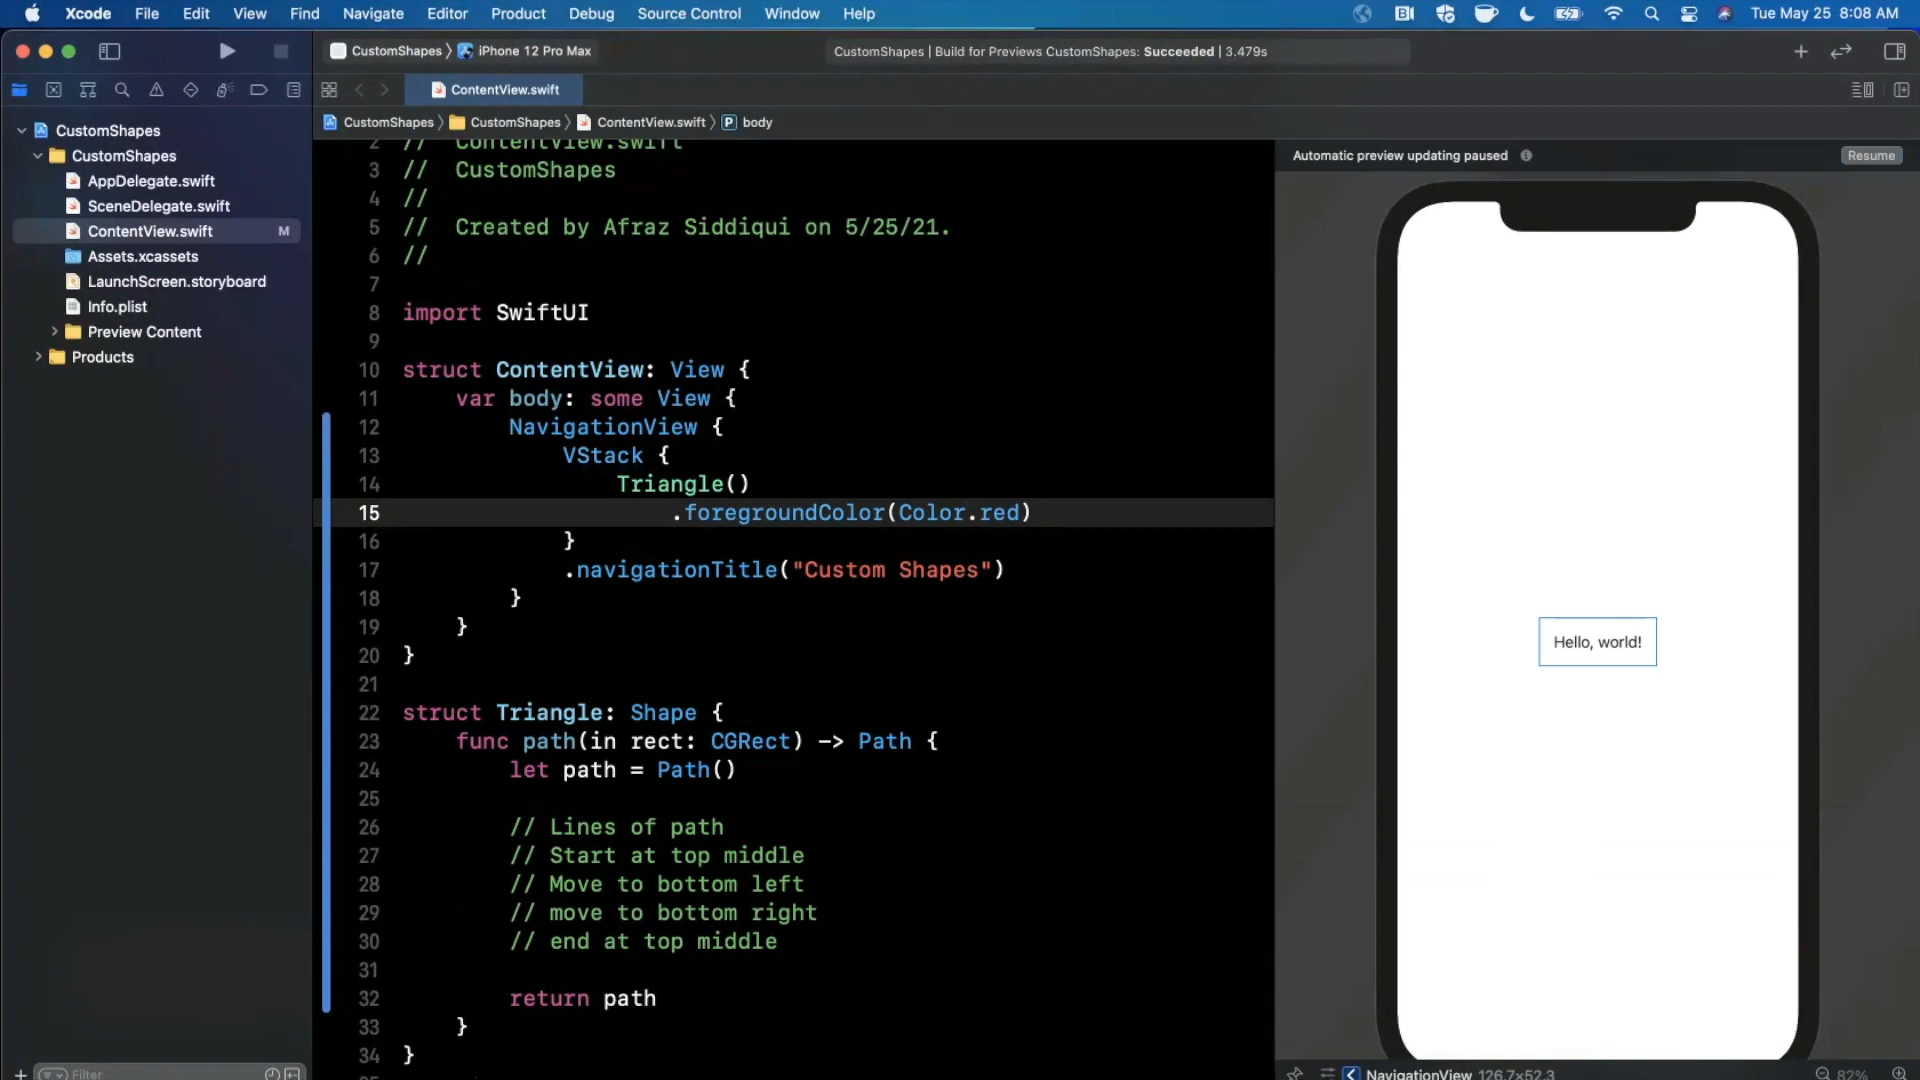 Xcode File Edit View Find Navigate Editor Product Debug Source Control Window Help Tue May 25 8:08 AM
CustomShapes iPhone 12 Pro Max
CustomShapes | Build for Previews CustomShapes: Succeeded | 3.479s
ContentView.swift
CustomShapes CustomShapes ContentView.swift P body
CustomShapes
CustomShapes
AppDelegate.swift
SceneDelegate.swift
ContentView.swift M
Assets.xcassets
LaunchScreen.storyboard
Info.plist
Preview Content
Products
Filter
2 // ContentView.swift
3 // CustomShapes
4 //
5 // Created by Afraz Siddiqui on 5/25/21.
6 //
7
8 import SwiftUI
9
10 struct ContentView: View {
11 var body: some View {
12 NavigationView {
13 VStack {
14 Triangle()
15 .foregroundColor(Color.red)
16 }
17 .navigationTitle("Custom Shapes")
18 }
19 }
20 }
21
22 struct Triangle: Shape {
23 func path(in rect: CGRect) -> Path {
24 let path = Path()
25
26 // Lines of path
27 // Start at top middle
28 // Move to bottom left
29 // move to bottom right
30 // end at top middle
31
32 return path
33 }
34 }
Automatic preview updating paused Resume
Hello, world!
NavigationView 126.7×52.3 82%